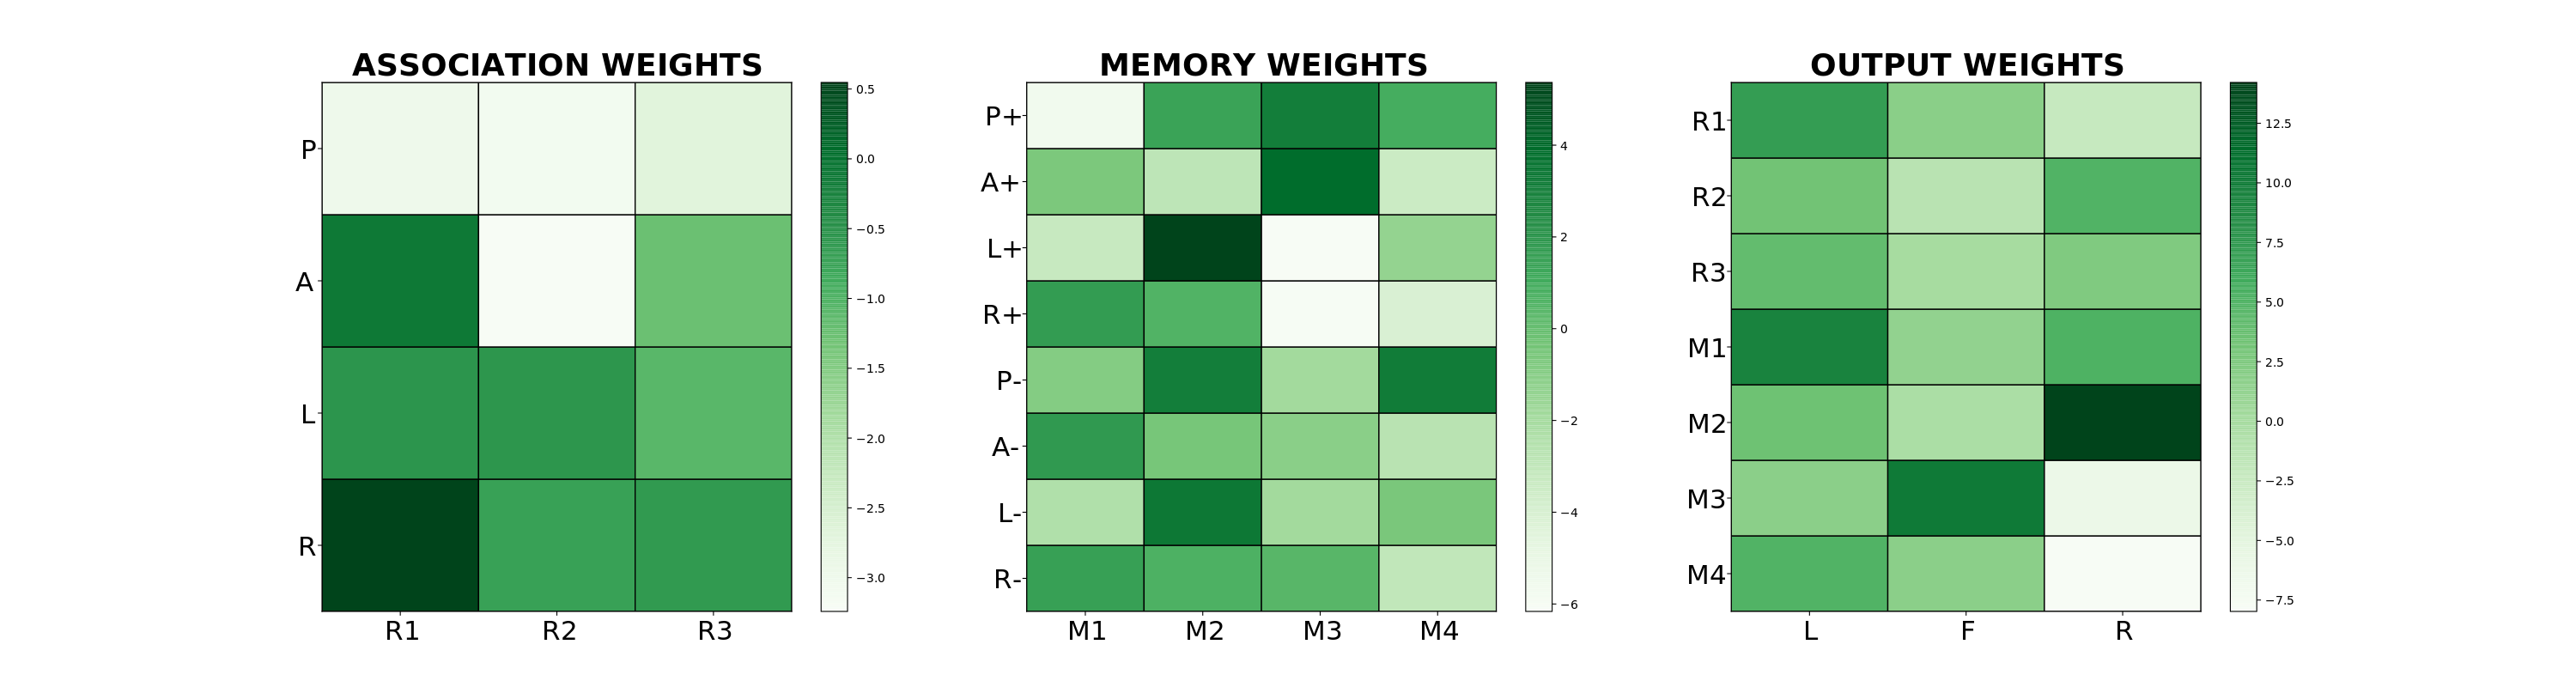 ASSOCIATION WEIGHTS
P
A
L
R
R1 R2 R3
0.5
0.0
−0.5
−1.0
−1.5
−2.0
−2.5
−3.0
MEMORY WEIGHTS
P+
A+
L+
R+
P-
A-
L-
R-
M1 M2 M3 M4
4
2
0
−2
−4
−6
OUTPUT WEIGHTS
R1
R2
R3
M1
M2
M3
M4
L F R
12.5
10.0
7.5
5.0
2.5
0.0
−2.5
−5.0
−7.5